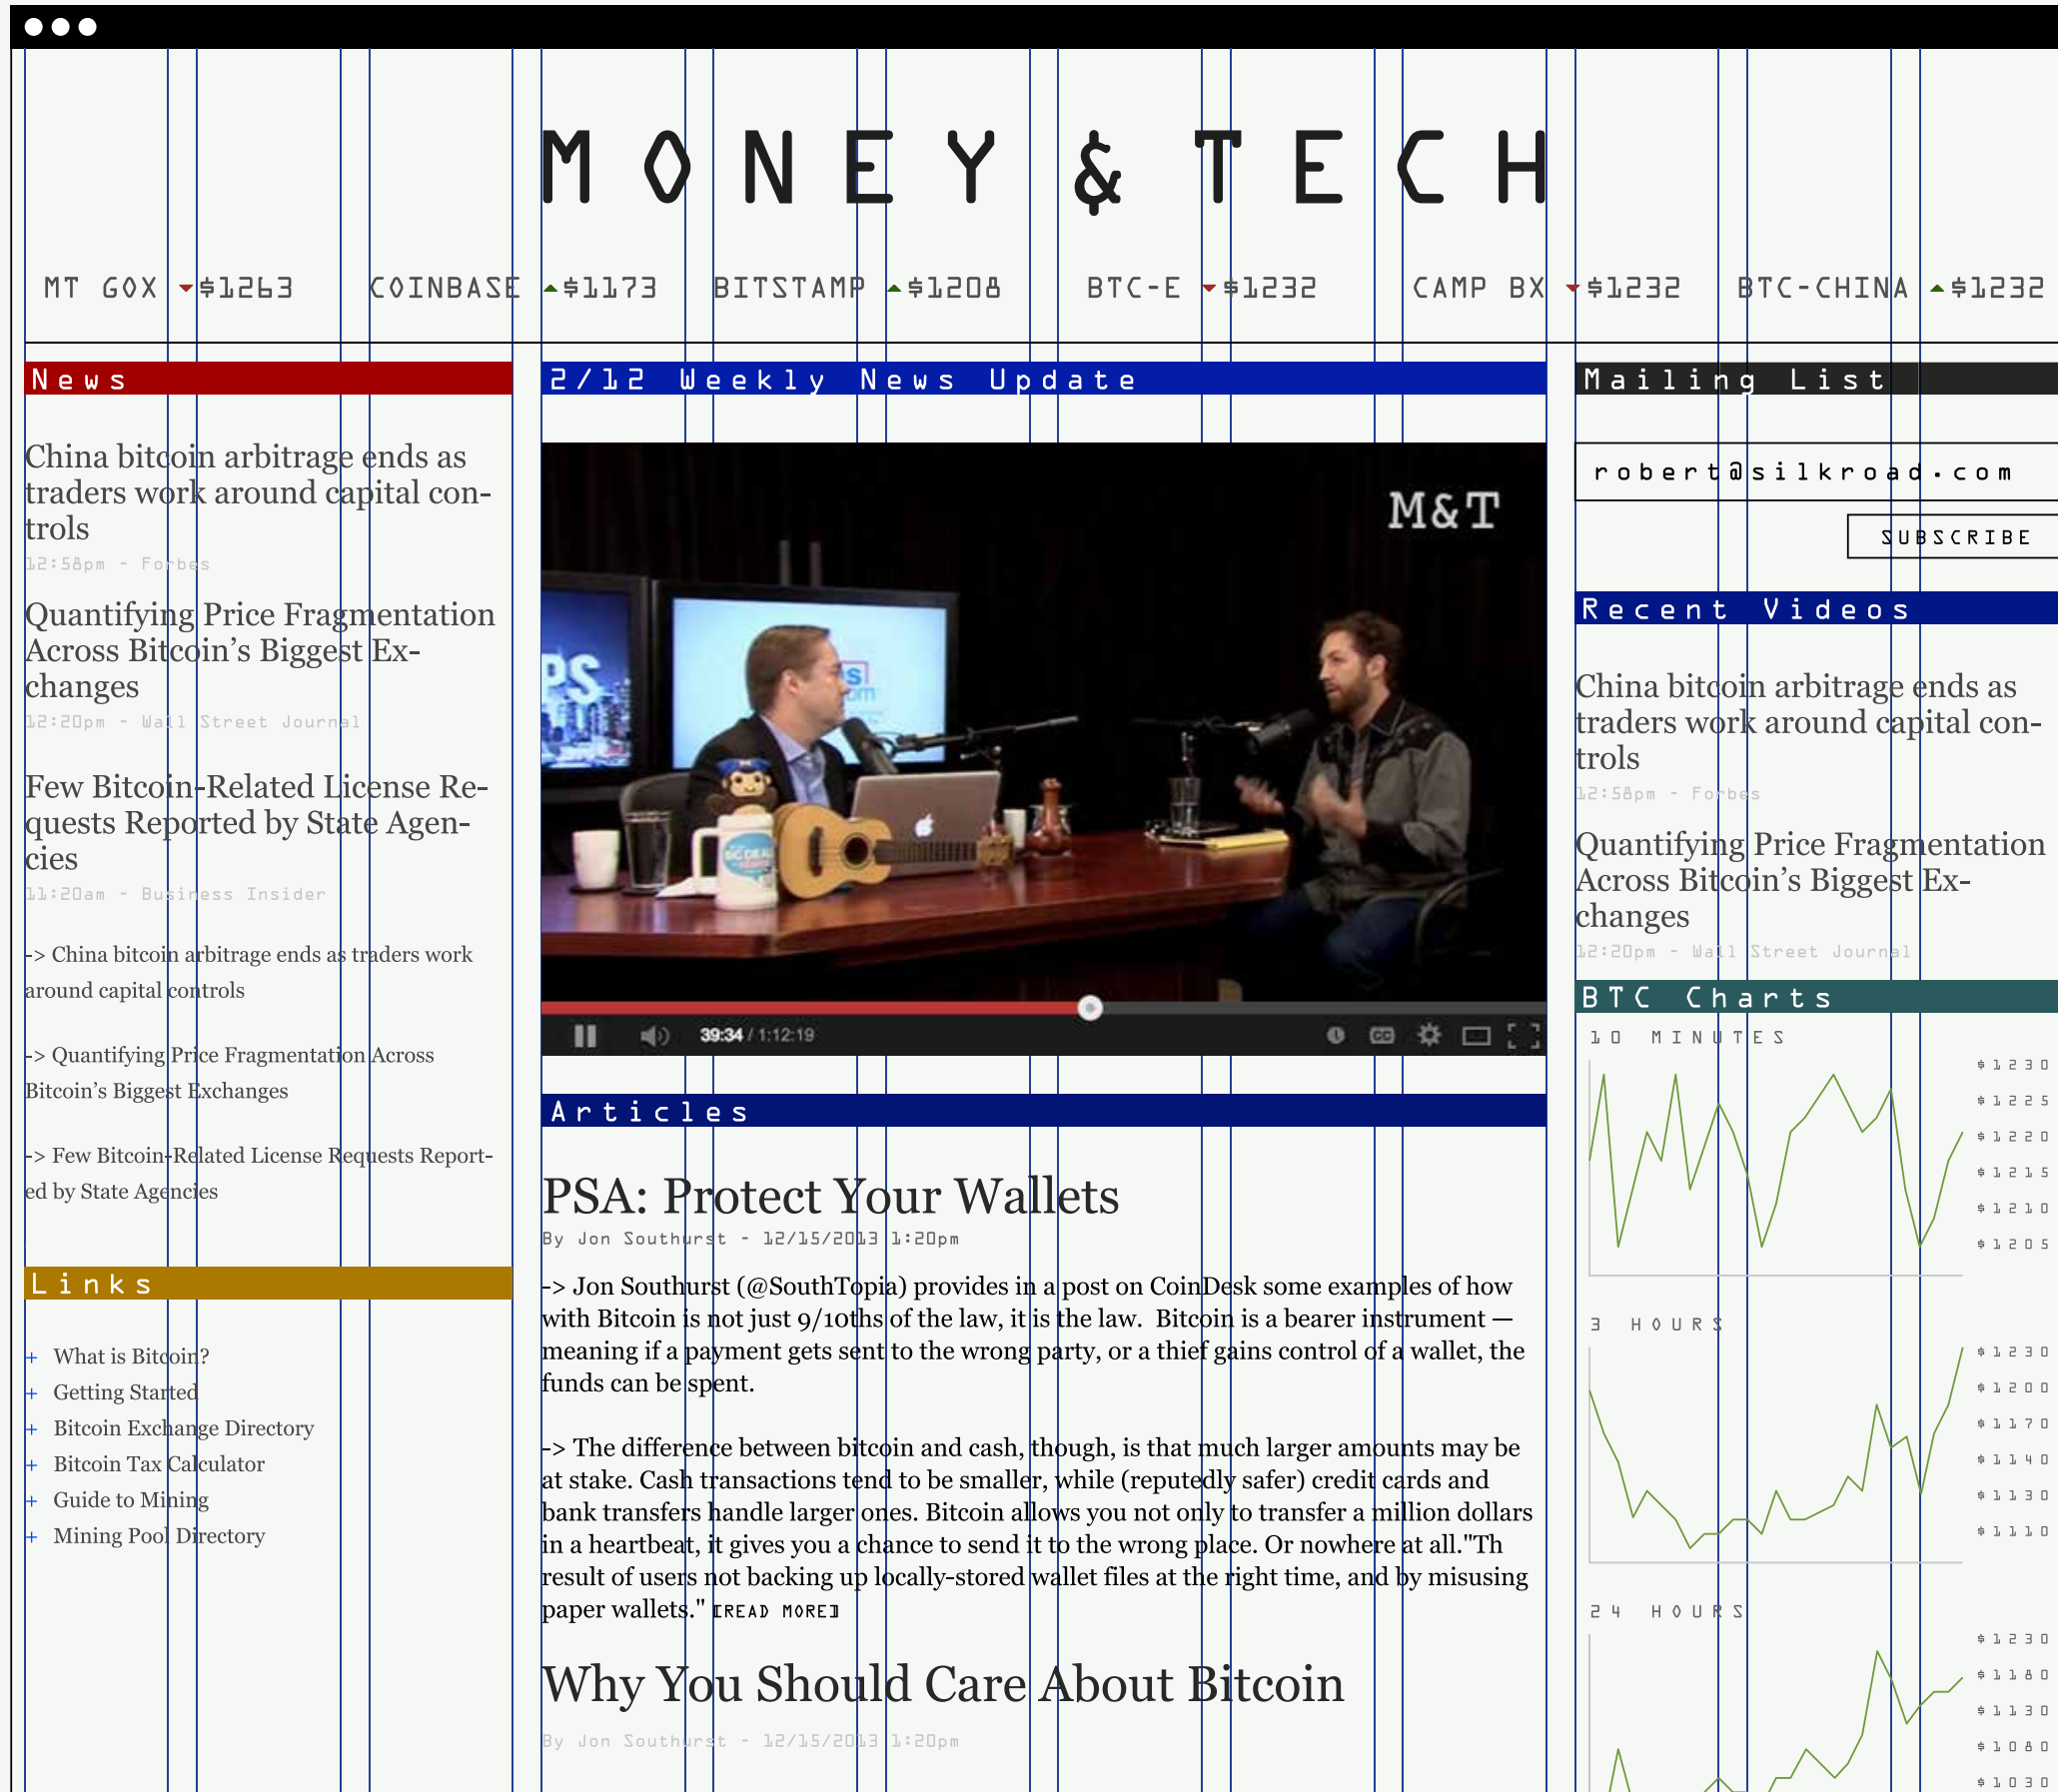 MONEY & TECH
MT GOX $1263 COINBASE $1173 BITSTAMP $1208 BTC-E $1232 CAMP BX $1232 BTC-CHINA $1232
News
China bitcoin arbitrage ends as
traders work around capital con-
trols
12:58pm - Forbes
Quantifying Price Fragmentation
Across Bitcoin’s Biggest Ex-
changes
12:20pm - Wall Street Journal
Few Bitcoin-Related License Re-
quests Reported by State Agen-
cies
11:20am - Business Insider
-> China bitcoin arbitrage ends as traders work
around capital controls
-> Quantifying Price Fragmentation Across
Bitcoin’s Biggest Exchanges
-> Few Bitcoin-Related License Requests Report-
ed by State Agencies
Links
+ What is Bitcoin?
+ Getting Started
+ Bitcoin Exchange Directory
+ Bitcoin Tax Calculator
+ Guide to Mining
+ Mining Pool Directory
2/12 Weekly News Update
M&T
PS
39:34 / 1:12:19
CC
Articles
PSA: Protect Your Wallets
By Jon Southurst - 12/15/2013 1:20pm
-> Jon Southurst (@SouthTopia) provides in a post on CoinDesk some examples of how
with Bitcoin is not just 9/10ths of the law, it is the law. Bitcoin is a bearer instrument —
meaning if a payment gets sent to the wrong party, or a thief gains control of a wallet, the
funds can be spent.
-> The difference between bitcoin and cash, though, is that much larger amounts may be
at stake. Cash transactions tend to be smaller, while (reputedly safer) credit cards and
bank transfers handle larger ones. Bitcoin allows you not only to transfer a million dollars
in a heartbeat, it gives you a chance to send it to the wrong place. Or nowhere at all."Th
result of users not backing up locally-stored wallet files at the right time, and by misusing
paper wallets." [READ MORE]
Why You Should Care About Bitcoin
By Jon Southurst - 12/15/2013 1:20pm
Mailing List
robert@silkroad.com
SUBSCRIBE
Recent Videos
China bitcoin arbitrage ends as
traders work around capital con-
trols
12:58pm - Forbes
Quantifying Price Fragmentation
Across Bitcoin’s Biggest Ex-
changes
12:20pm - Wall Street Journal
BTC Charts
10 MINUTES
$1230
$1225
$1220
$1215
$1210
$1205
3 HOURS
$1230
$1200
$1170
$1140
$1130
$1110
24 HOURS
$1230
$1180
$1130
$1080
$1030